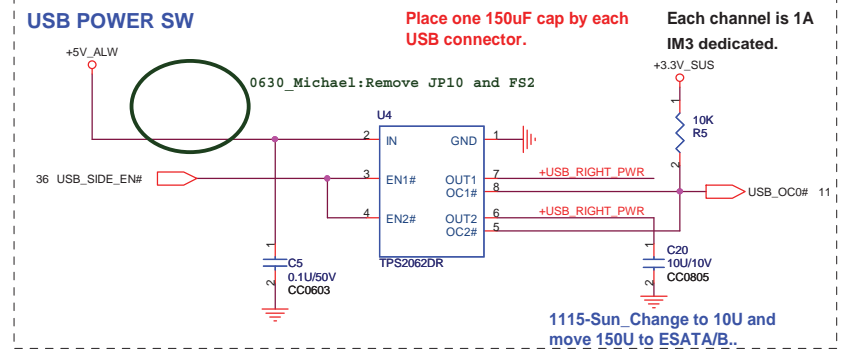 USB POWER SW
Place one 150uF cap by each
USB connector.
Each channel is 1A
IM3 dedicated.
+5V_ALW
+3.3V_SUS
0630_Michael:Remove JP10 and FS2
U4
1
10K
R5
2
2
IN
GND
1
36 USB_SIDE_EN#
3
EN1#
OUT1
7
+USB_RIGHT_PWR
OC1#
8
USB_OC0# 11
4
EN2#
OUT2
6
+USB_RIGHT_PWR
OC2#
5
TPS2062DR
1
C5
0.1U/50V
CC0603
2
1
C20
10U/10V
CC0805
2
1115-Sun_Change to 10U and
move 150U to ESATA/B..